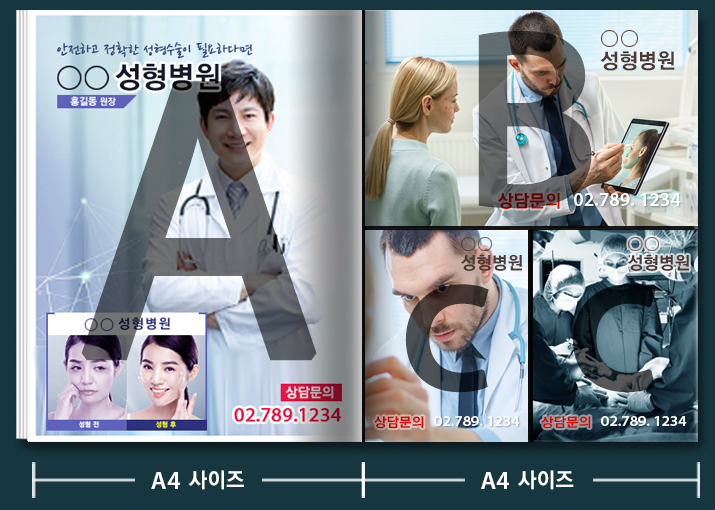 안전하고 정확한 성형수술이 필요하다면
○○ 성형병원
홍길동 원장
A
○○ 성형병원
성형 전
성형 후
상담문의
02.789.1234
○○
성형병원
B
상담문의 02.789. 1234
○○
성형병원
C
상담문의 02.789. 1234
○○
성형병원
C
상담문의 02.789. 1234
A4 사이즈
A4 사이즈